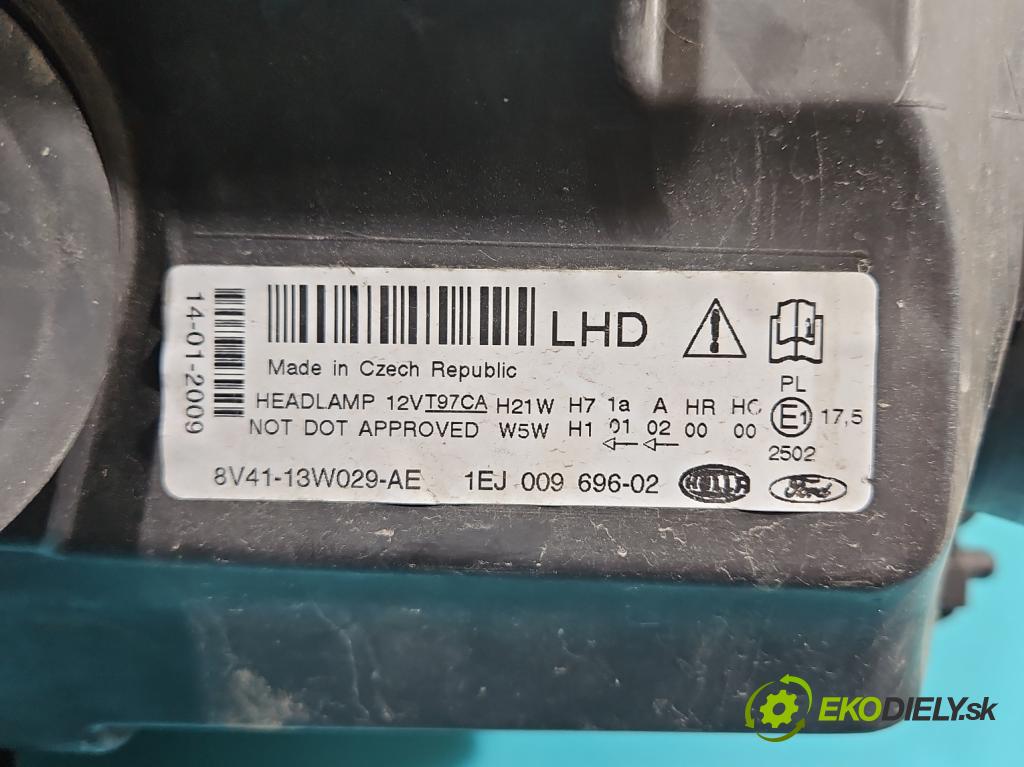 14-01-2009
LHD
Made in Czech Republic
HEADLAMP 12V T97CA H21W H7 1a A HR HC PL
NOT DOT APPROVED W5W H1 01 02 00 00 E1 17,5
2502
8V41-13W029-AE 1EJ 009 696-02 HELLA Ford
EKODIELY.sk